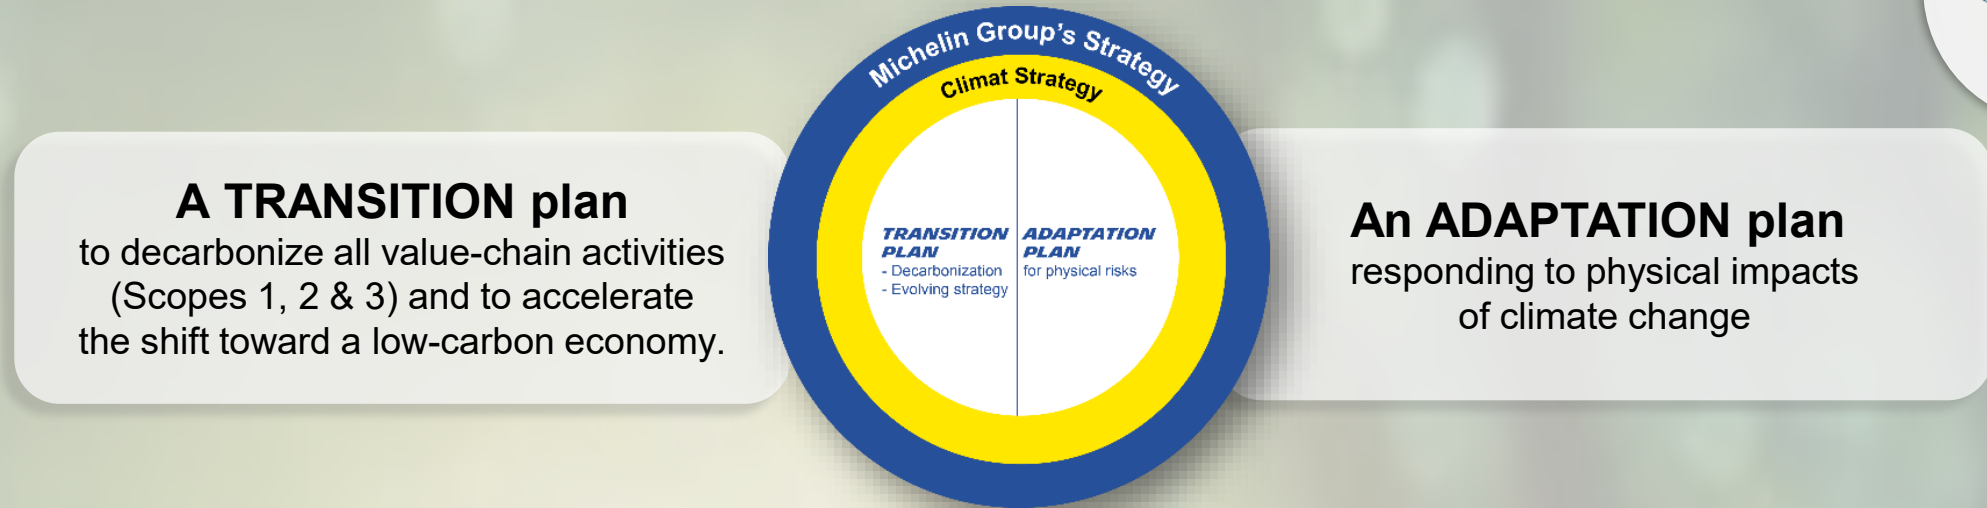 Michelin Group's Strategy
Climat Strategy
A TRANSITION plan
to decarbonize all value-chain activities
(Scopes 1, 2 & 3) and to accelerate
the shift toward a low-carbon economy.
TRANSITION
PLAN
- Decarbonization
- Evolving strategy
ADAPTATION
PLAN
for physical risks
An ADAPTATION plan
responding to physical impacts
of climate change